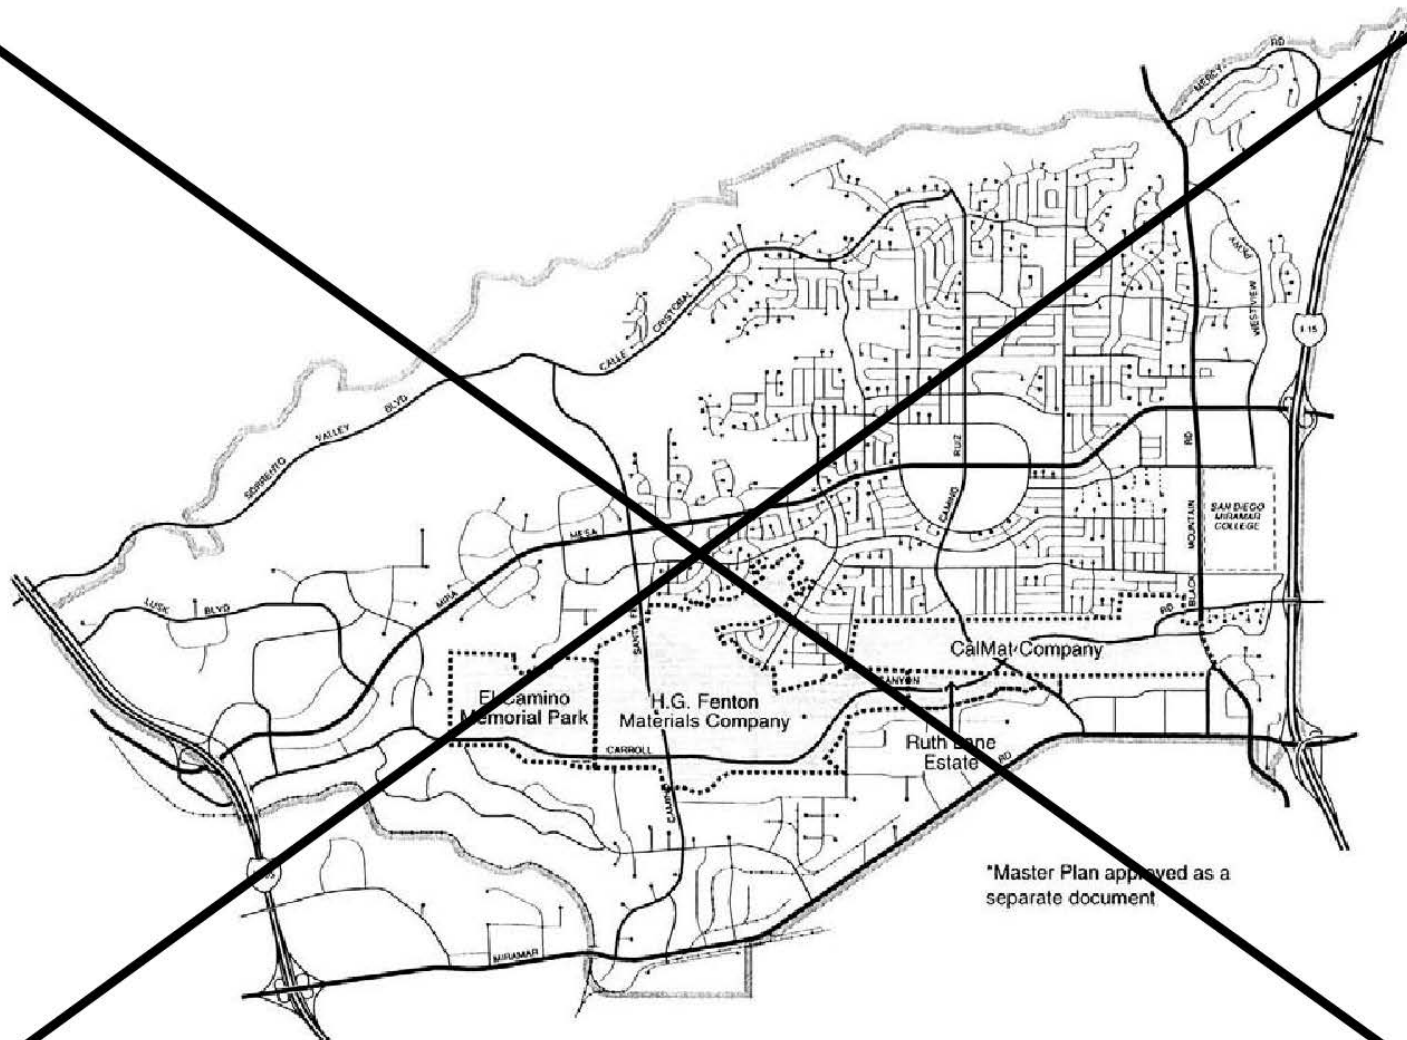 MERCY
RD
PKWY
WESTVIEW
I-15
CALLE
CRISTOBAL
SORRENTO
VALLEY
BLVD
RUIZ
CAMINO
RD
MOUNTAIN
BLACK
SAN DIEGO
MIRAMAR
COLLEGE
MIRA
MESA
LUSK
BLVD
SANTA FE
RD
CalMat Company
CANYON
El Camino
Memorial Park
H.G. Fenton
Materials Company
CARROLL
Ruth Lane
Estate
RD
CAMINO
*Master Plan approved as a
separate document
MIRAMAR